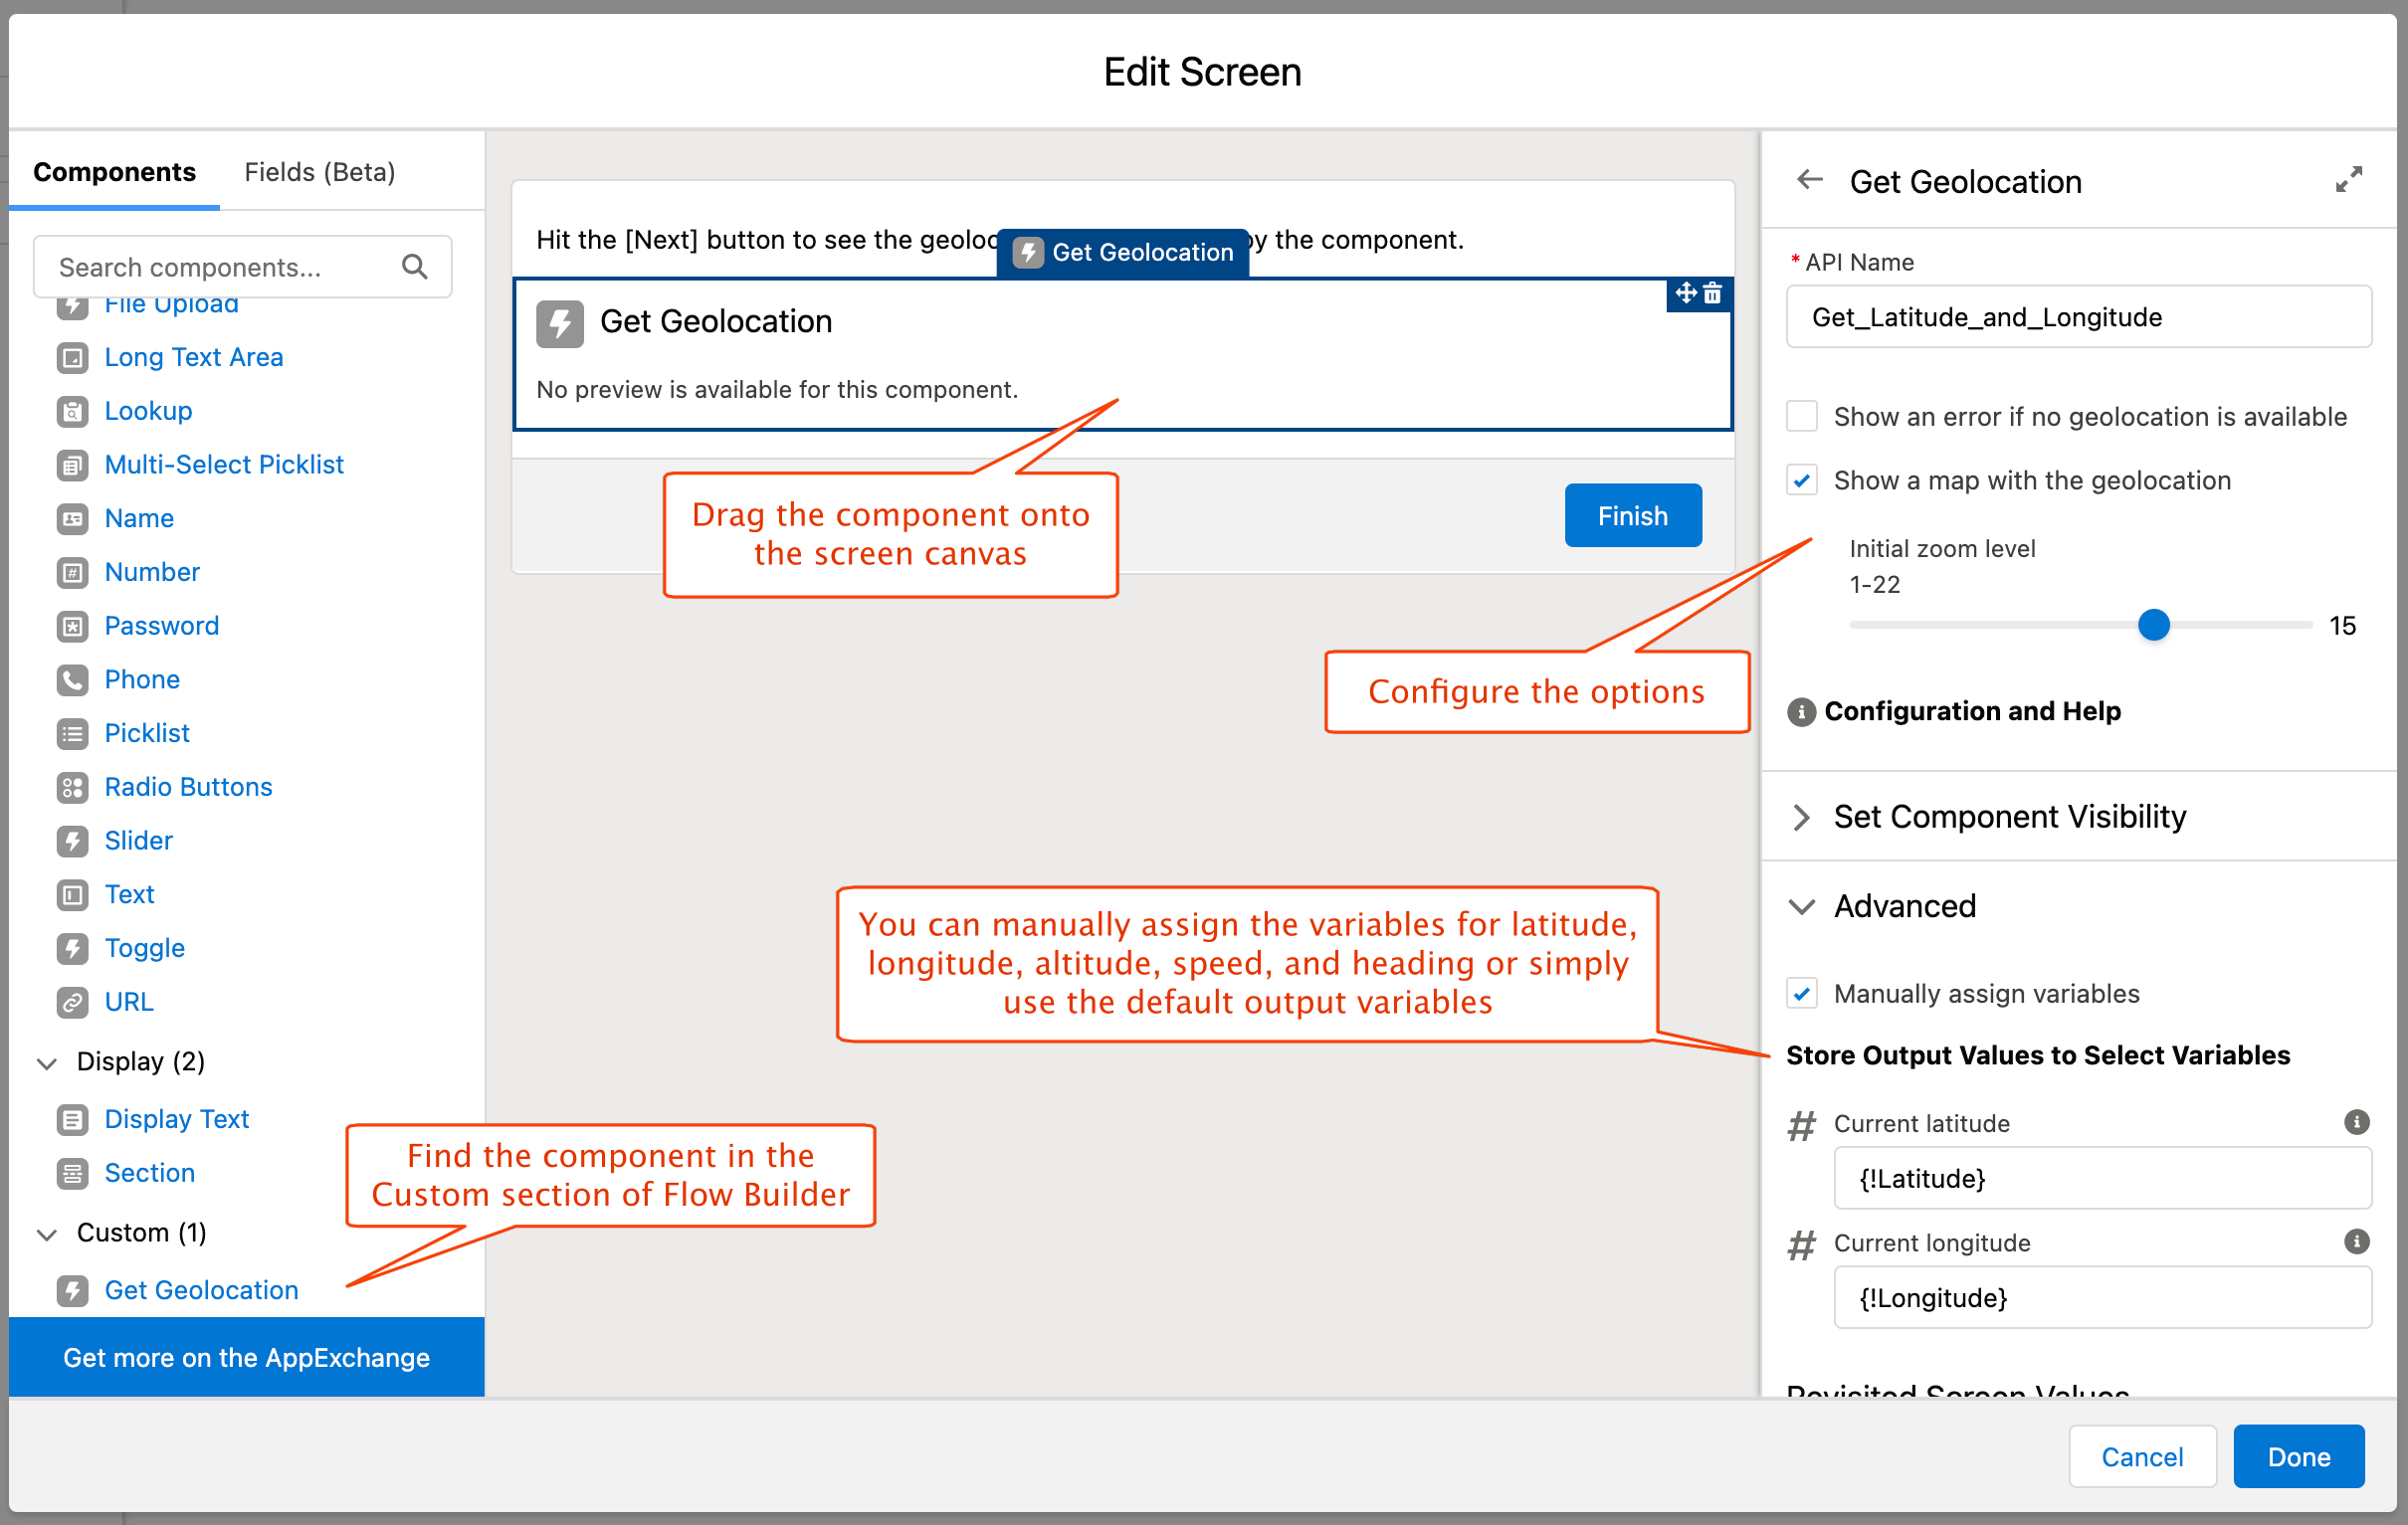 Edit Screen
Components
Fields (Beta)
Search components...
File Upload
Long Text Area
Lookup
Multi-Select Picklist
Name
Number
Password
Phone
Picklist
Radio Buttons
Slider
Text
Toggle
URL
Display (2)
Display Text
Section
Custom (1)
Get Geolocation
Get more on the AppExchange
Find the component in the
Custom section of Flow Builder
Hit the [Next] button to see the geoloc
Get Geolocation
by the component.
Get Geolocation
No preview is available for this component.
Drag the component onto
the screen canvas
Finish
Configure the options
You can manually assign the variables for latitude,
longitude, altitude, speed, and heading or simply
use the default output variables
Get Geolocation
* API Name
Get_Latitude_and_Longitude
Show an error if no geolocation is available
Show a map with the geolocation
Initial zoom level
1-22
15
Configuration and Help
Set Component Visibility
Advanced
Manually assign variables
Store Output Values to Select Variables
Current latitude
{!Latitude}
Current longitude
{!Longitude}
Revisited Screen Values
Cancel
Done